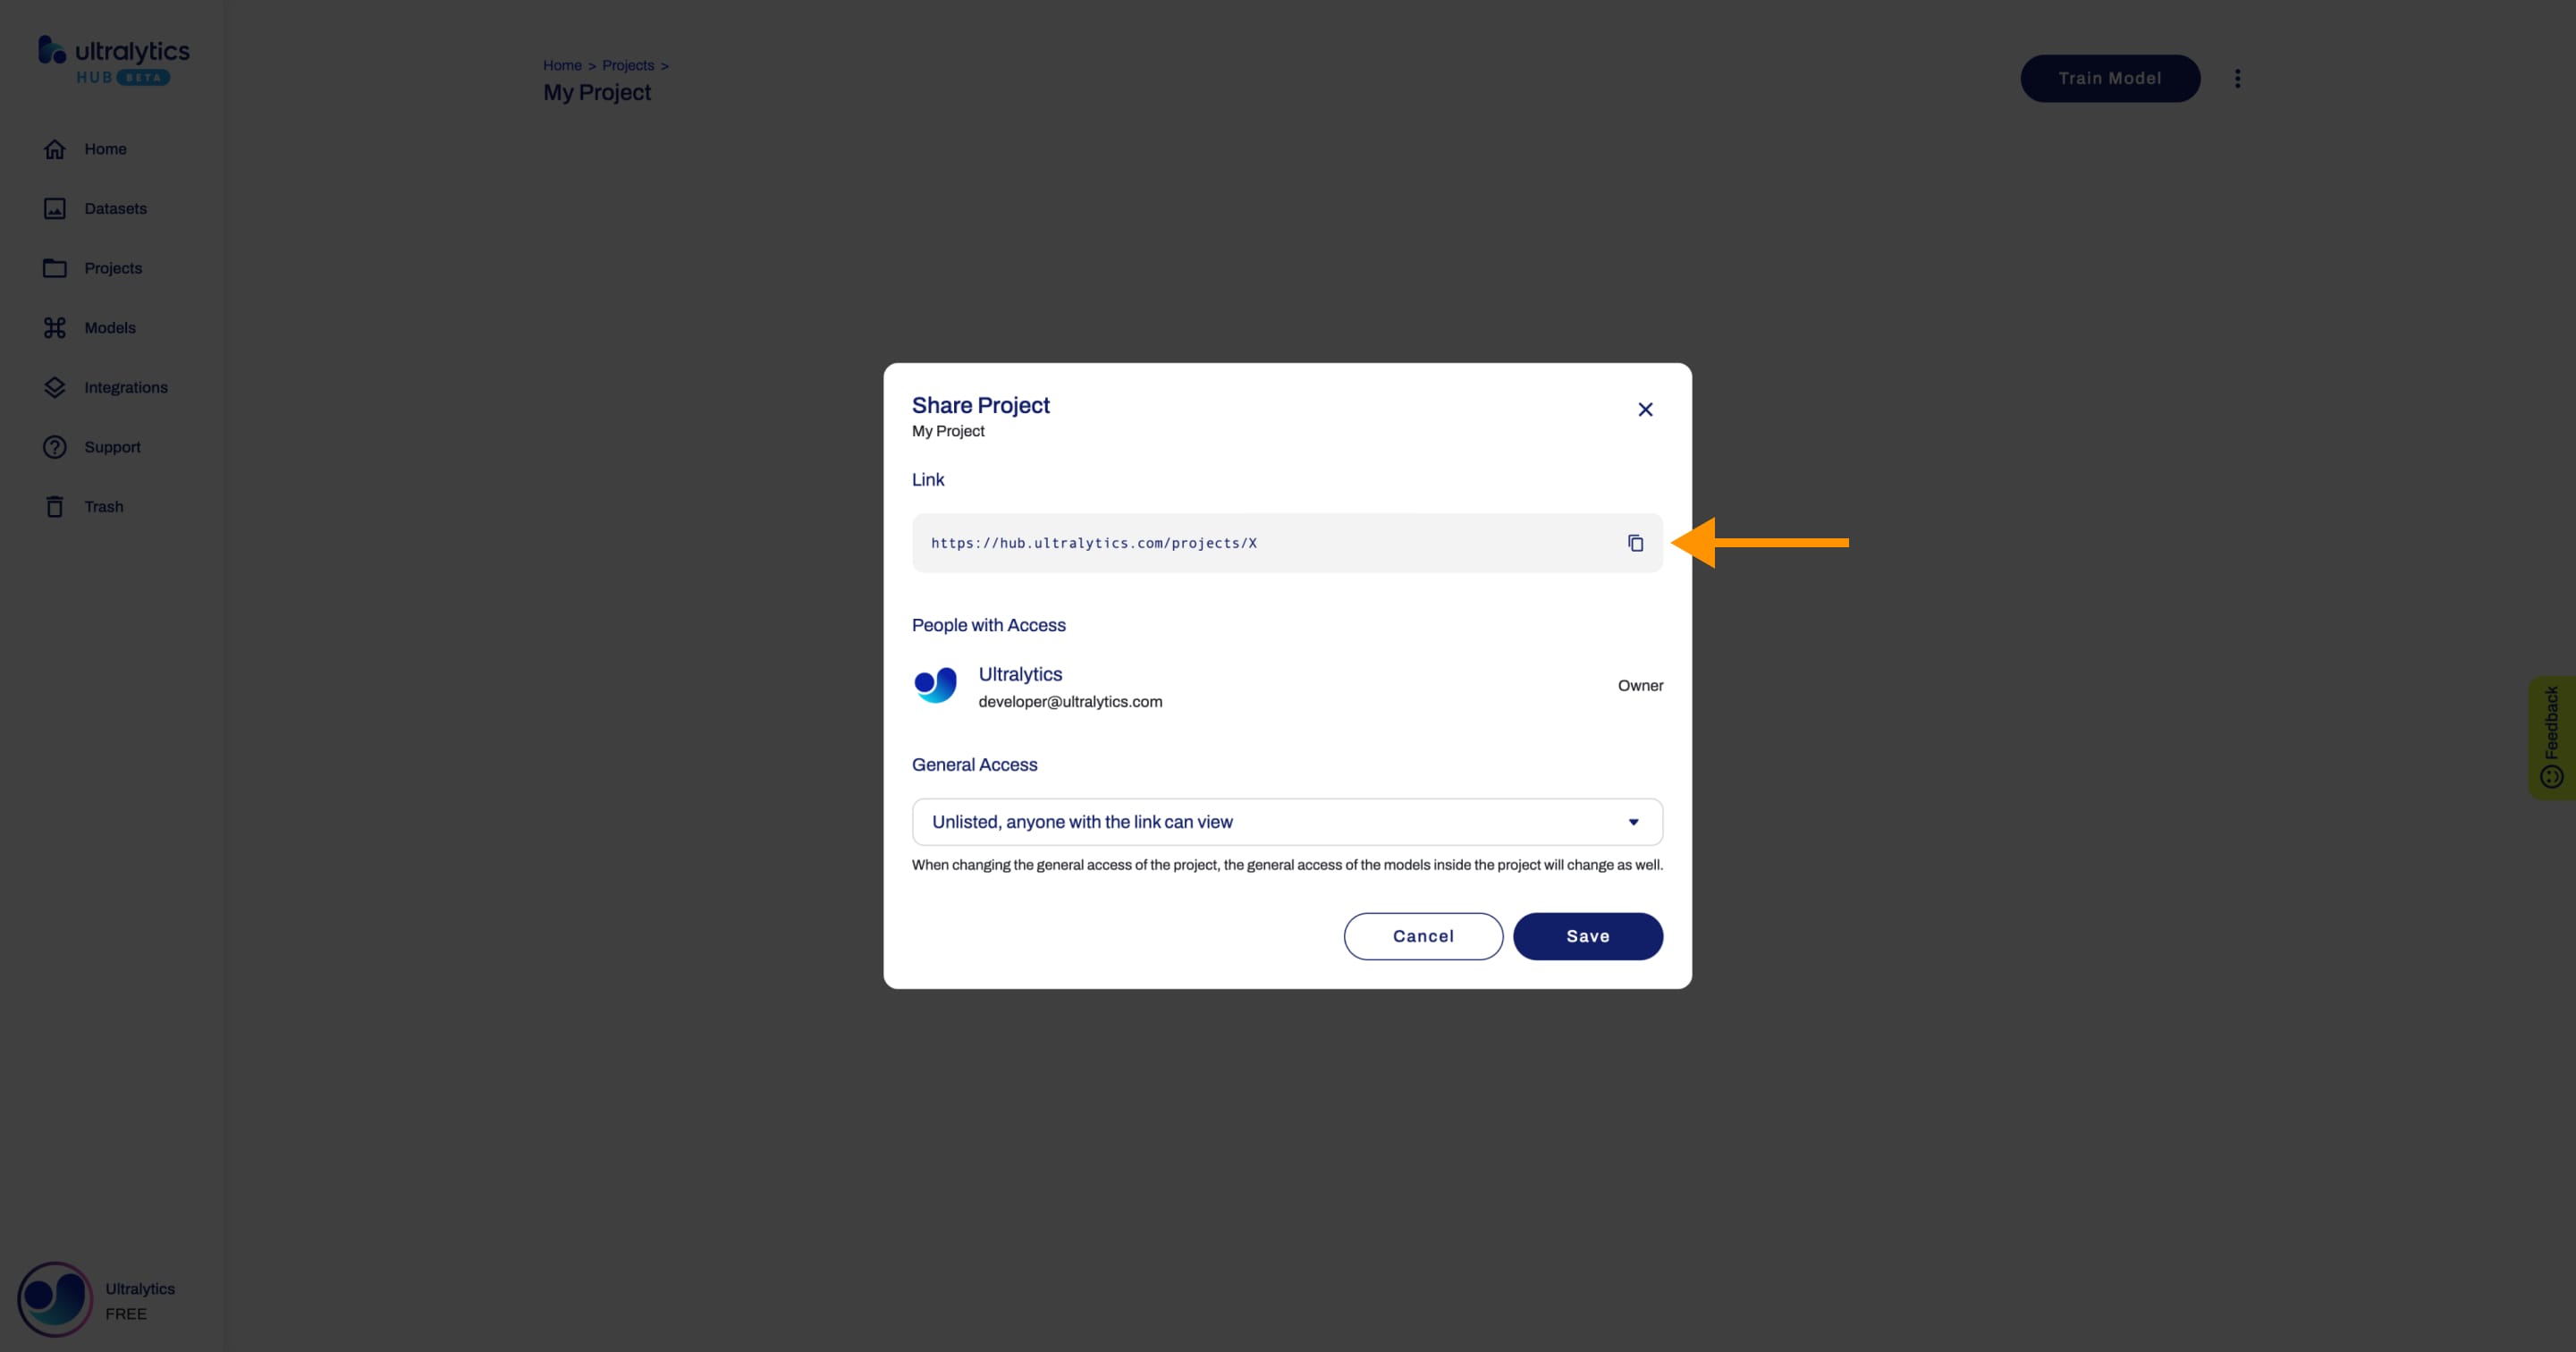 ultralytics
HUB BETA
Home
Datasets
Projects
Models
Integrations
Support
Trash
Ultralytics
FREE
Home > Projects >
My Project
Train Model
Share Project
My Project
Link
https://hub.ultralytics.com/projects/X
People with Access
Ultralytics
developer@ultralytics.com
Owner
General Access
Unlisted, anyone with the link can view
When changing the general access of the project, the general access of the models inside the project will change as well.
Cancel
Save
Feedback